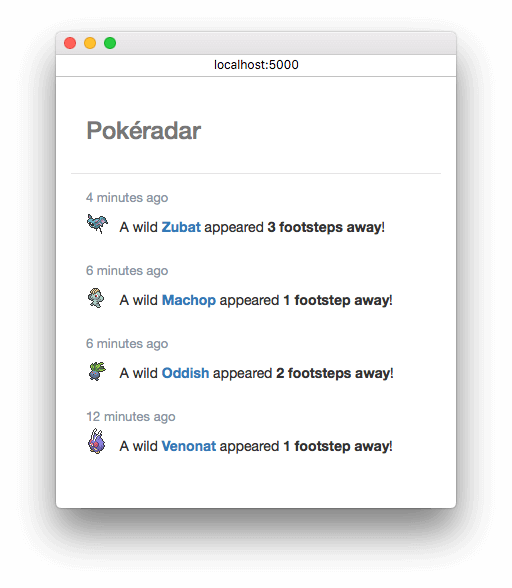 localhost:5000
Pokéradar
4 minutes ago
A wild Zubat appeared 3 footsteps away!
6 minutes ago
A wild Machop appeared 1 footstep away!
6 minutes ago
A wild Oddish appeared 2 footsteps away!
12 minutes ago
A wild Venonat appeared 1 footstep away!